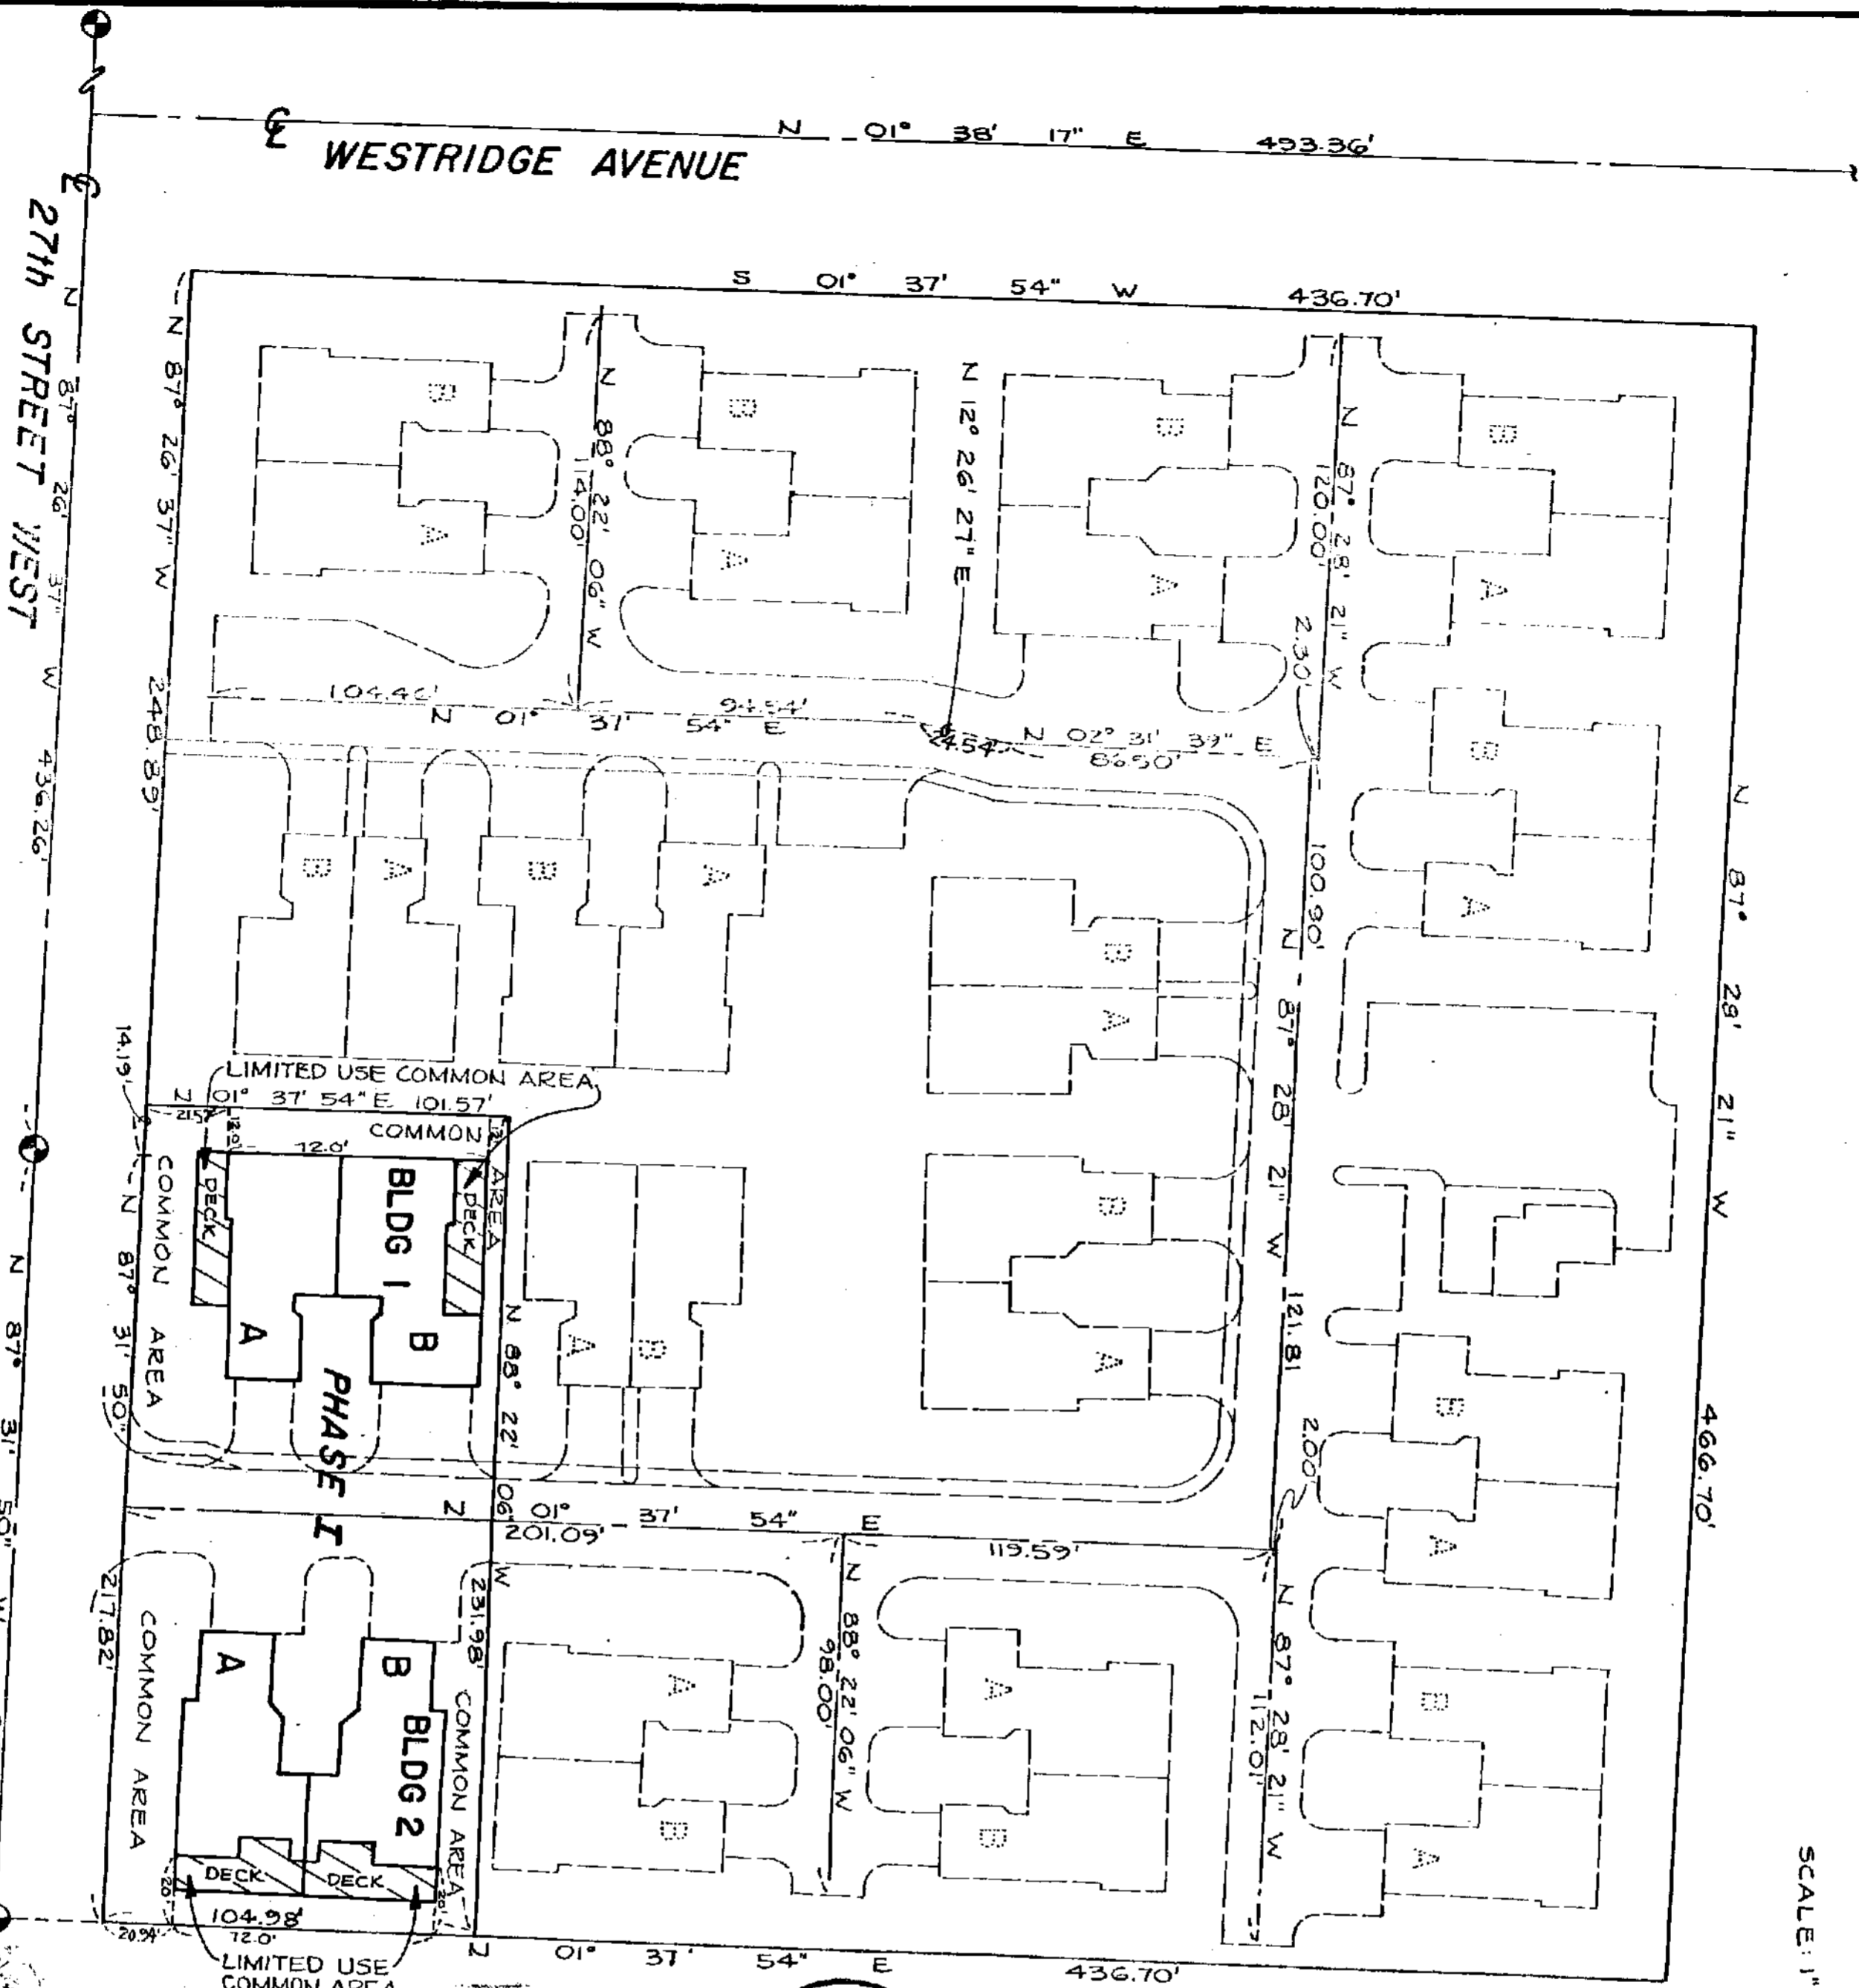 ℄
WESTRIDGE AVENUE
N 01° 38' 17" E 493.36'
℄
27th STREET WEST
N 87° 26' 37" W 436.26'
N 87° 31' 50"
S 01° 37' 54" W 436.70'
N 87° 26' 37" W 248.89'
N 87° 28' 21" W 466.70'
B
A
N 88° 22' 06" W
114.00'
B
A
N 12° 26' 27" E
B
A
N 87° 28' 21" W
120.00'
B
A
2.30'
104.46'
N 01° 37' 54" E
94.54'
24.54'
N 02° 31' 39" E
86.50'
B
A
B
A
B
A
100.90'
B
A
B
A
N 87° 28' 21" W
121.81
14.19'
LIMITED USE COMMON AREA
N 01° 37' 54" E 101.57'
21.57'
12.0'
72.0'
12'
COMMON AREA
COMMON AREA
DECK
DECK
BLDG 1
A
B
N 87° 31' 50"
217.82'
PHASE I
N 88° 22' 06" W
231.98'
A
B
B
A
N 01° 37' 54" E
201.09'
119.59'
2.00'
B
A
COMMON AREA
A
B
BLDG 2
COMMON AREA
DECK
DECK
20'
20'
104.98'
20.94'
72.0'
LIMITED USE
COMMON AREA
A
B
N 88° 22' 06" W
98.00'
A
B
N 87° 28' 21" W
112.01'
B
A
N 01° 37' 54" E
436.70'
SCALE: 1"